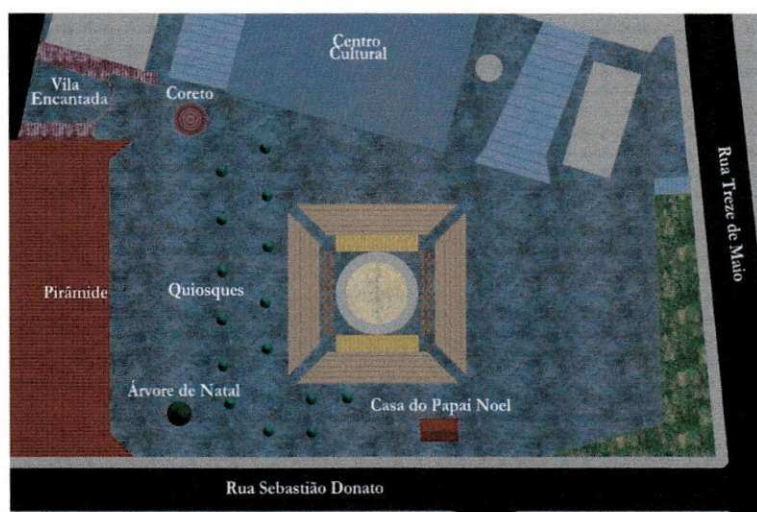 Centro
Cultural
Vila
Encantada
Coreto
Rua Treze de Maio
Pirâmide
Quiosques
Árvore de Natal
Casa do Papai Noel
Rua Sebastião Donato